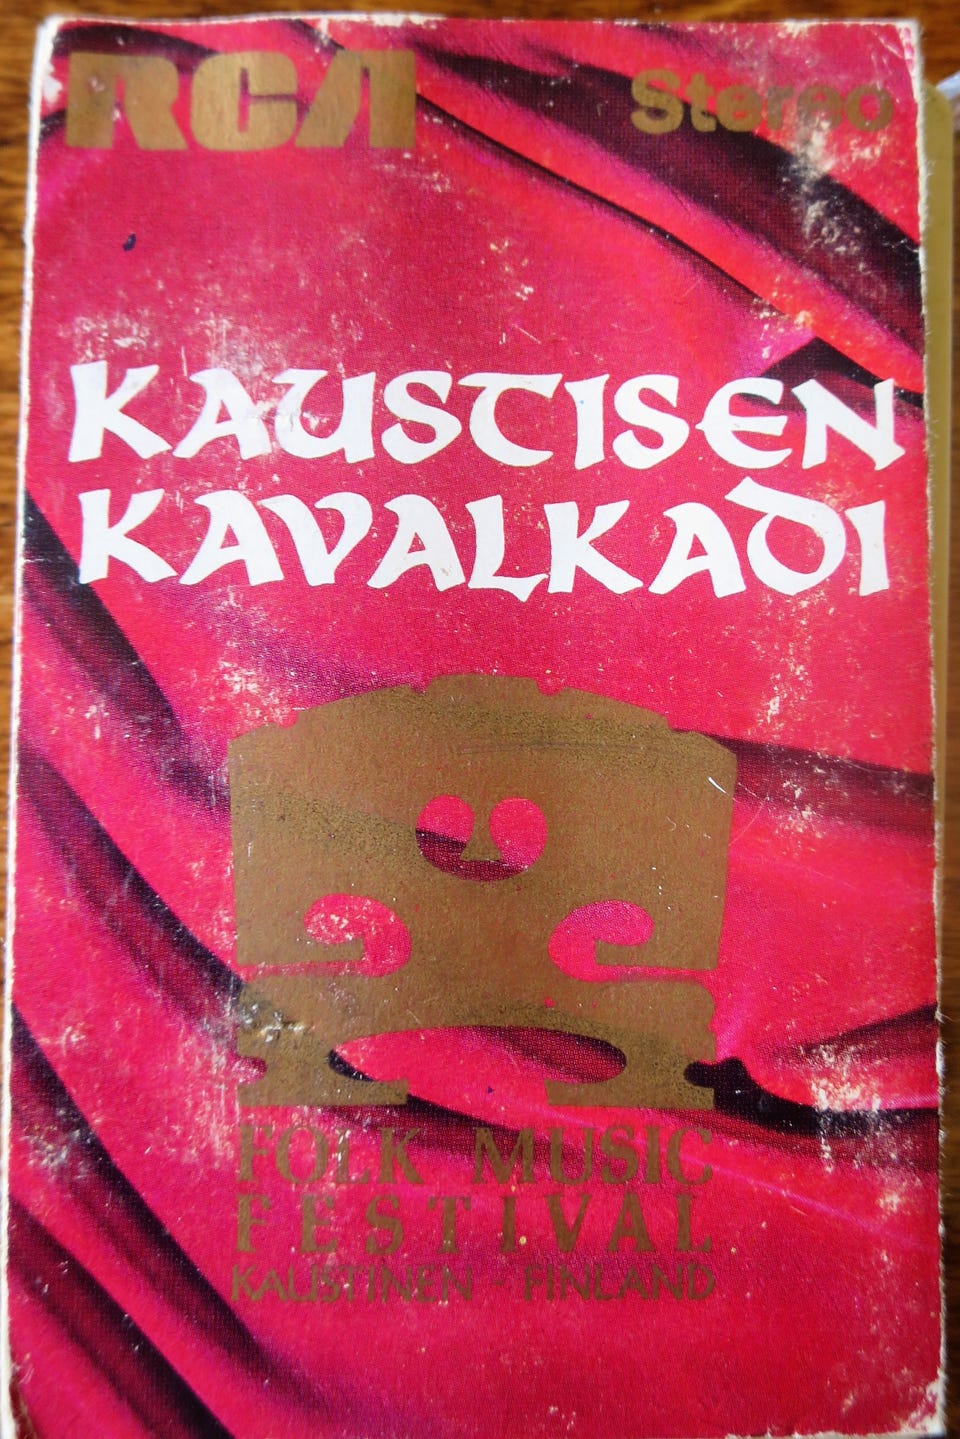 RCA Stereo
KAUSTISEN
KAVALKADI
FOLK MUSIC
FESTIVAL
KAUSTINEN - FINLAND